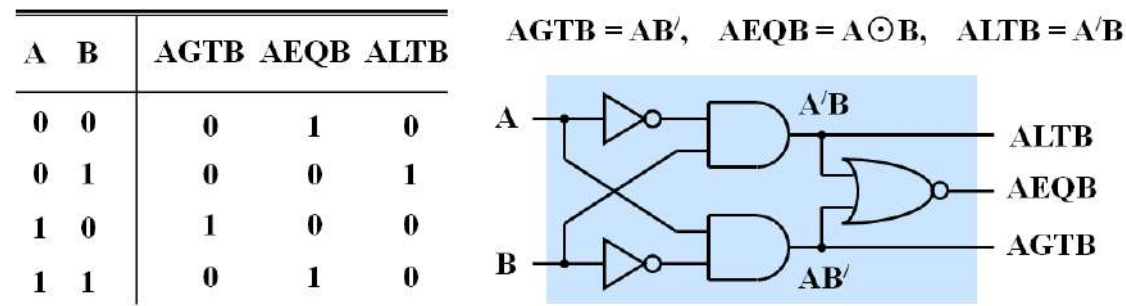 A B AGTB AEQB ALTB
0 0 0 1 0
0 1 0 0 1
1 0 1 0 0
1 1 0 1 0
AGTB = AB′, AEQB = A⊙B, ALTB = A′B
A
A′B
ALTB
AEQB
AGTB
B
AB′